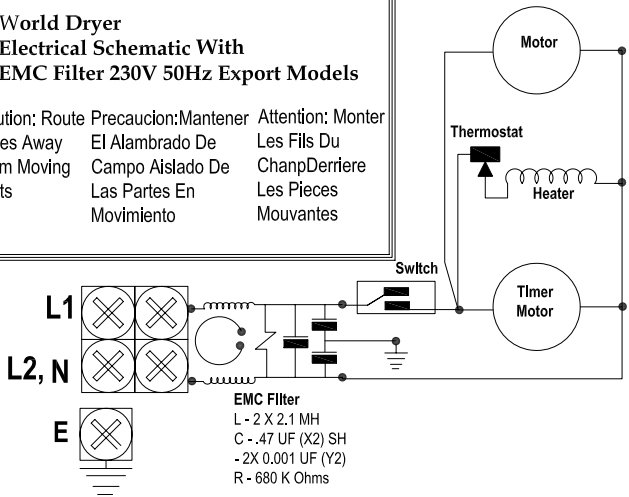 World Dryer
Electrical Schematic With
EMC Filter 230V 50Hz Export Models
ution: Route
es Away
m Moving
ts
Precaucion:Mantener
El Alambrado De
Campo Aislado De
Las Partes En
Movimiento
Attention: Monter
Les Fils Du
ChanpDerriere
Les Pieces
Mouvantes
Motor
Thermostat
Heater
Switch
Timer
Motor
L1
L2, N
E
EMC Filter
L - 2 X 2.1 MH
C - .47 UF (X2) SH
- 2X 0.001 UF (Y2)
R - 680 K Ohms